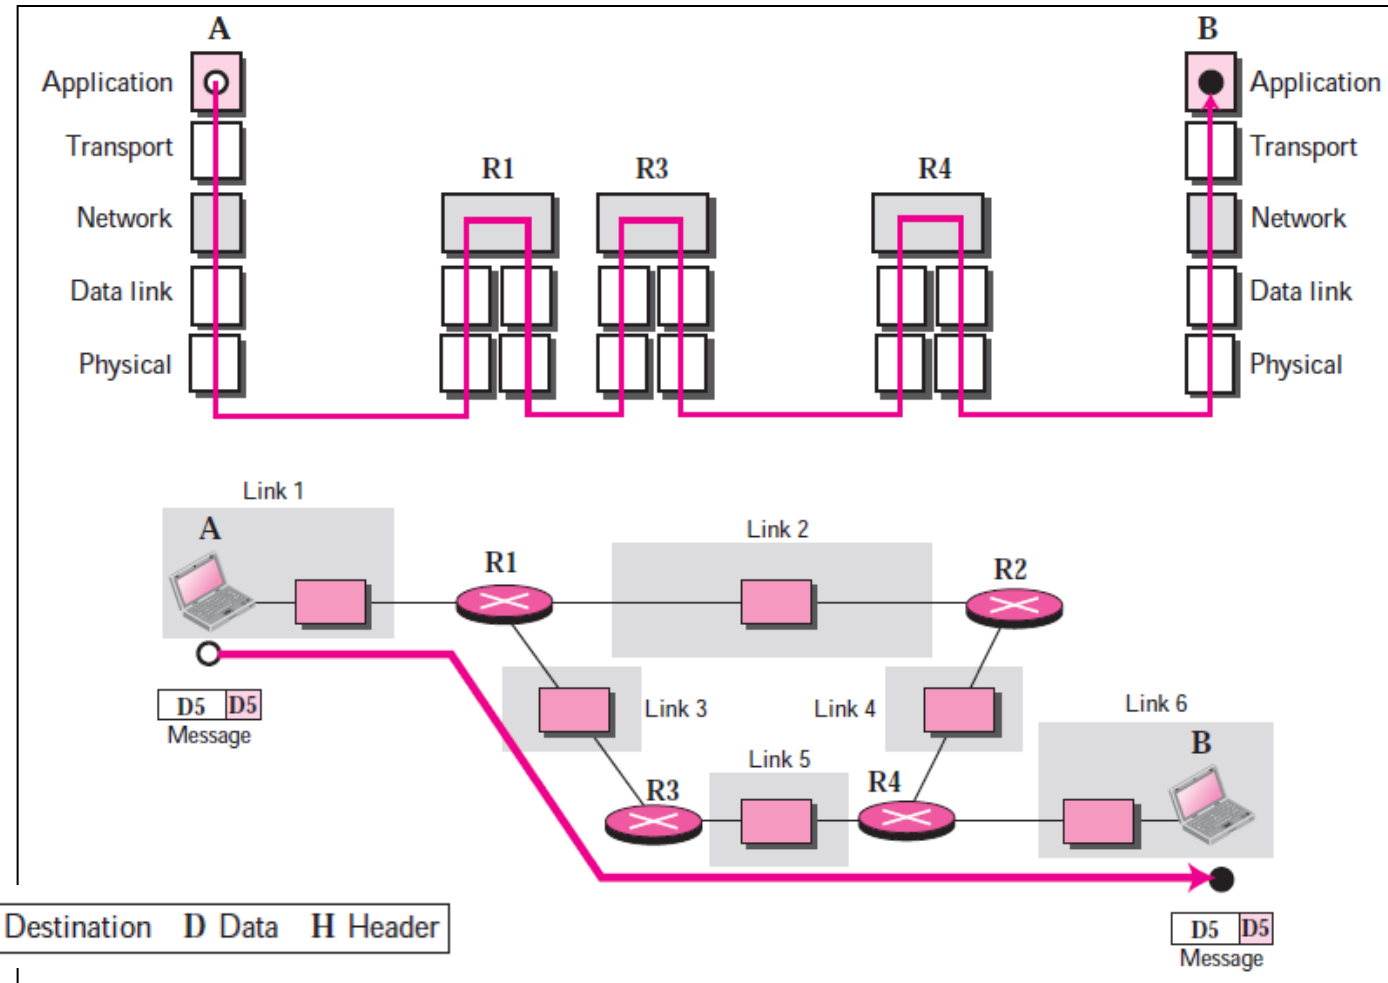 A
B
Application
Application
Transport
Transport
R1
R3
R4
Network
Network
Data link
Data link
Physical
Physical
Link 1
A
Link 2
R1
R2
Link 3
Link 4
Link 6
D5 D5
Message
B
Link 5
R3
R4
Destination D Data H Header
D5 D5
Message